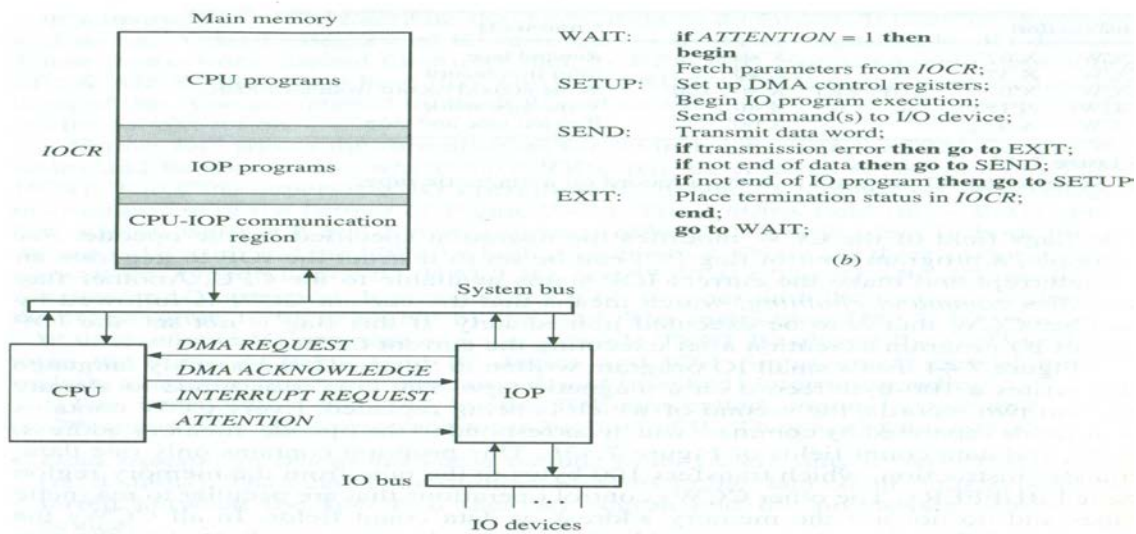 Main memory
CPU programs
IOCR
IOP programs
CPU-IOP communication
region
System bus
CPU
DMA REQUEST
DMA ACKNOWLEDGE
INTERRUPT REQUEST
ATTENTION
IOP
IO bus
IO devices
WAIT: if ATTENTION = 1 then
begin
Fetch parameters from IOCR;
SETUP: Set up DMA control registers;
Begin IO program execution;
Send command(s) to I/O device;
SEND: Transmit data word;
if transmission error then go to EXIT;
if not end of data then go to SEND;
if not end of IO program then go to SETUP
EXIT: Place termination status in IOCR;
end;
go to WAIT;
(b)